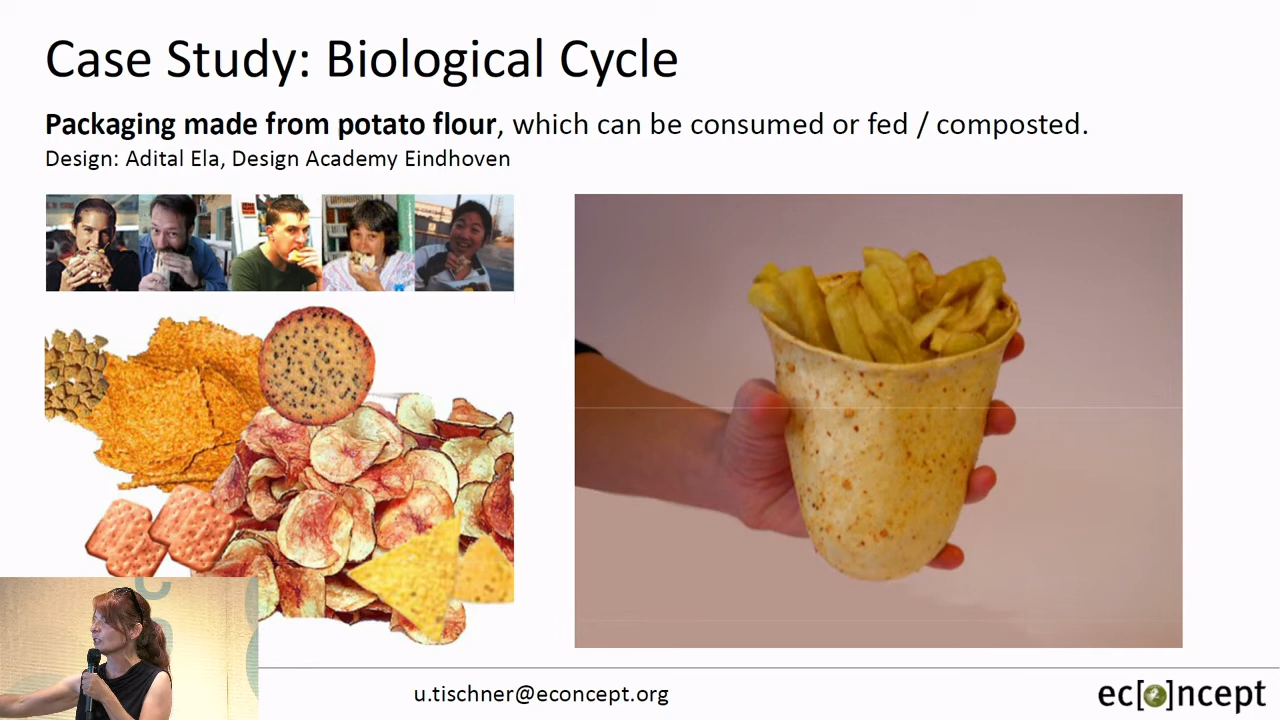 Case Study: Biological Cycle
Packaging made from potato flour, which can be consumed or fed / composted.
Design: Adital Ela, Design Academy Eindhoven
u.tischner@econcept.org
ec[2]ncept